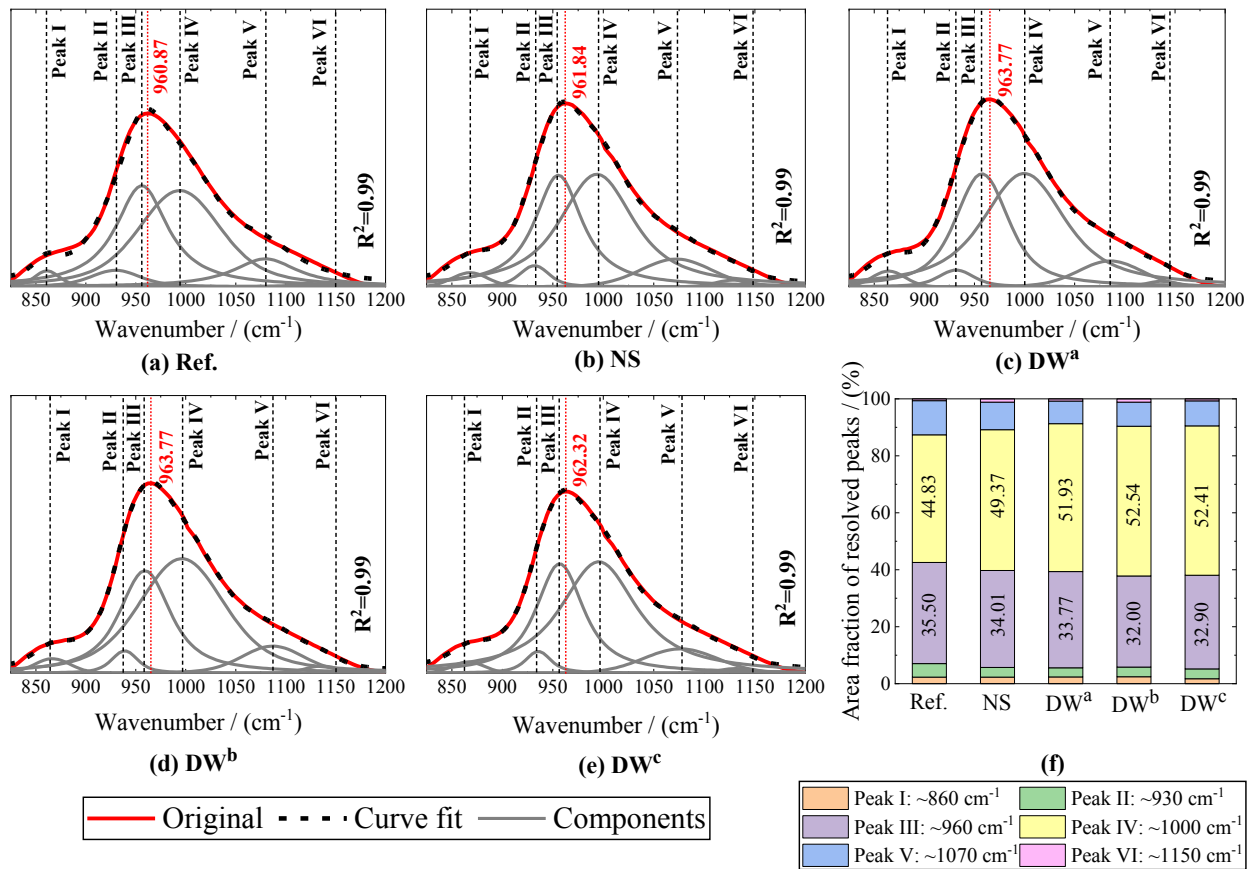 Peak I
Peak II
Peak III
960.87
Peak IV
Peak V
Peak VI
R²=0.99
850 900 950 1000 1050 1100 1150 1200
Wavenumber / (cm⁻¹)
(a) Ref.
Peak I
Peak II
Peak III
961.84
Peak IV
Peak V
Peak VI
R²=0.99
850 900 950 1000 1050 1100 1150 1200
Wavenumber / (cm⁻¹)
(b) NS
Peak I
Peak II
Peak III
963.77
Peak IV
Peak V
Peak VI
R²=0.99
850 900 950 1000 1050 1100 1150 1200
Wavenumber / (cm⁻¹)
(c) DWᵃ
Peak I
Peak II
Peak III
963.77
Peak IV
Peak V
Peak VI
R²=0.99
850 900 950 1000 1050 1100 1150 1200
Wavenumber / (cm⁻¹)
(d) DWᵇ
Peak I
Peak II
Peak III
962.32
Peak IV
Peak V
Peak VI
R²=0.99
850 900 950 1000 1050 1100 1150 1200
Wavenumber / (cm⁻¹)
(e) DWᶜ
Area fraction of resolved peaks / (%)
100
80
60
40
20
0
44.83 49.37 51.93 52.54 52.41
35.50 34.01 33.77 32.00 32.90
Ref. NS DWᵃ DWᵇ DWᶜ
(f)
Original Curve fit Components
Peak I: ~860 cm⁻¹ Peak II: ~930 cm⁻¹
Peak III: ~960 cm⁻¹ Peak IV: ~1000 cm⁻¹
Peak V: ~1070 cm⁻¹ Peak VI: ~1150 cm⁻¹